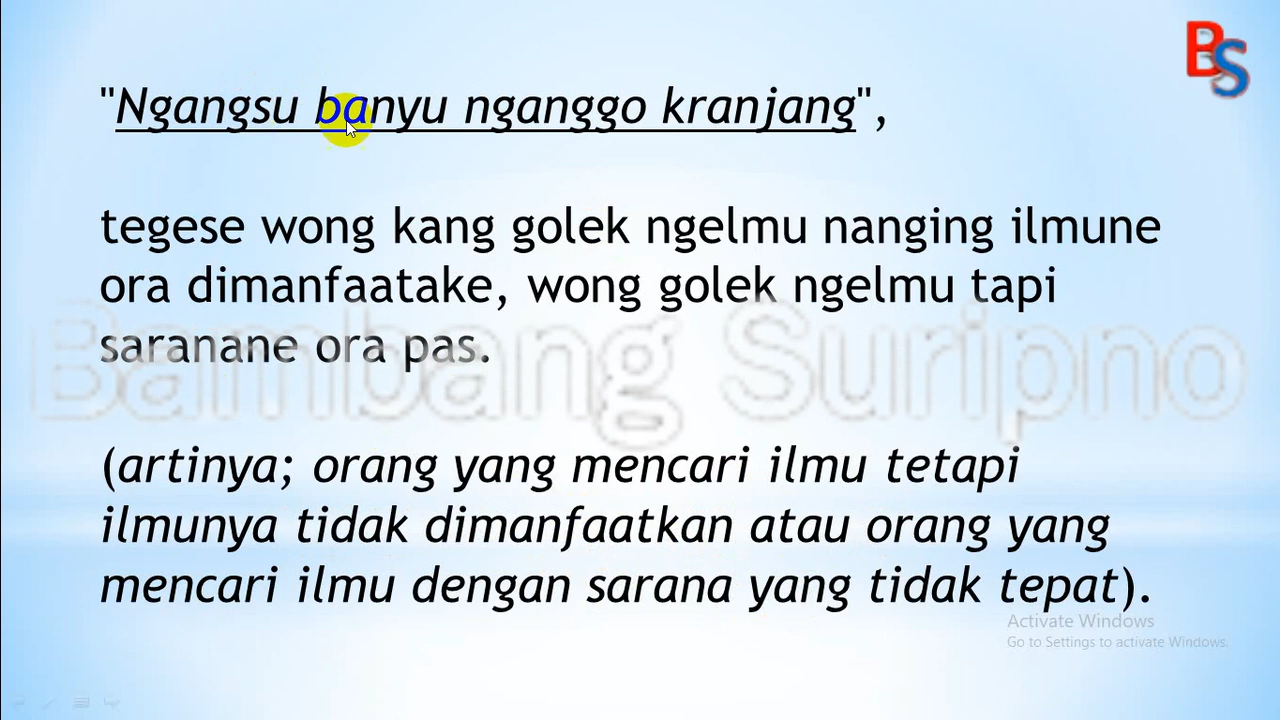 BS
"Ngangsu banyu nganggo kranjang",
tegese wong kang golek ngelmu nanging ilmune
ora dimanfaatake, wong golek ngelmu tapi
saranane ora pas.
Bambang Suripno
(artinya; orang yang mencari ilmu tetapi
ilmunya tidak dimanfaatkan atau orang yang
mencari ilmu dengan sarana yang tidak tepat).
Activate Windows
Go to Settings to activate Windows.